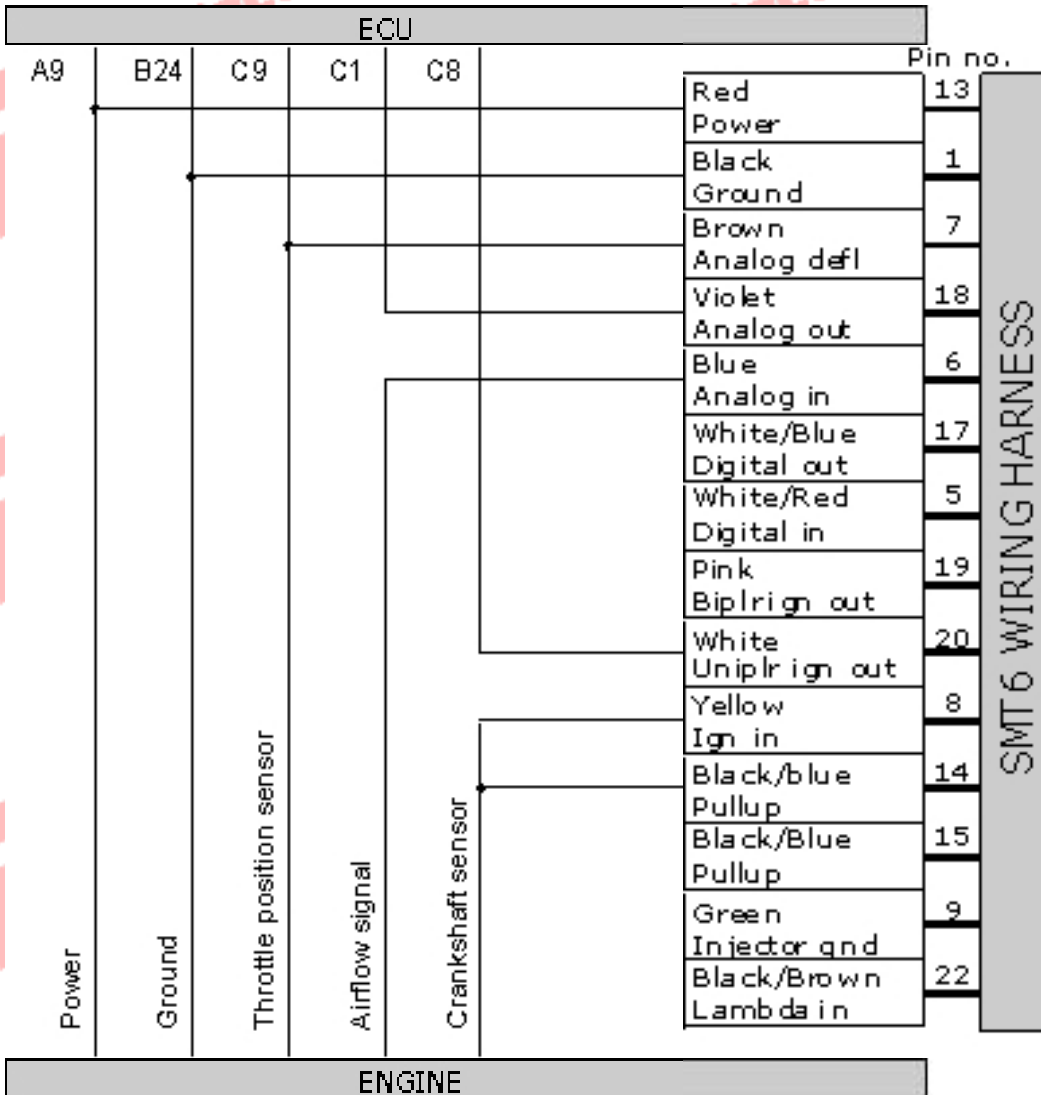 ECU
A9 B24 C9 C1 C8
Pin no.
Red 13
Power
Black 1
Ground
Brown 7
Analog defl
Violet 18
Analog out
Blue 6
Analog in
White/Blue 17
Digital out
White/Red 5
Digital in
Pink 19
Biplrign out
White 20
Uniplrign out
Yellow 8
Ign in
Black/blue 14
Pullup
Black/Blue 15
Pullup
Green 9
Injector gnd
Black/Brown 22
Lambda in
SMT6 WIRING HARNESS
Power
Ground
Throttle position sensor
Airflow signal
Crankshaft sensor
ENGINE